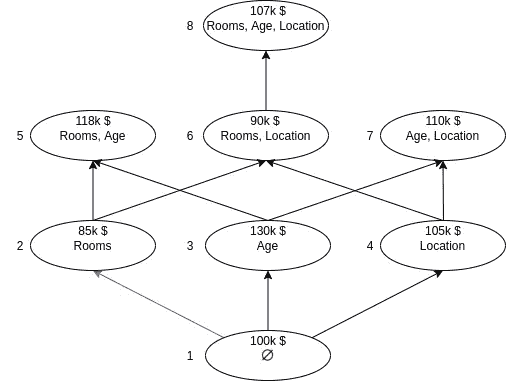 107k $
8 Rooms, Age, Location
118k $
5 Rooms, Age
90k $
6 Rooms, Location
110k $
7 Age, Location
85k $
2 Rooms
130k $
3 Age
105k $
4 Location
100k $
1 ∅